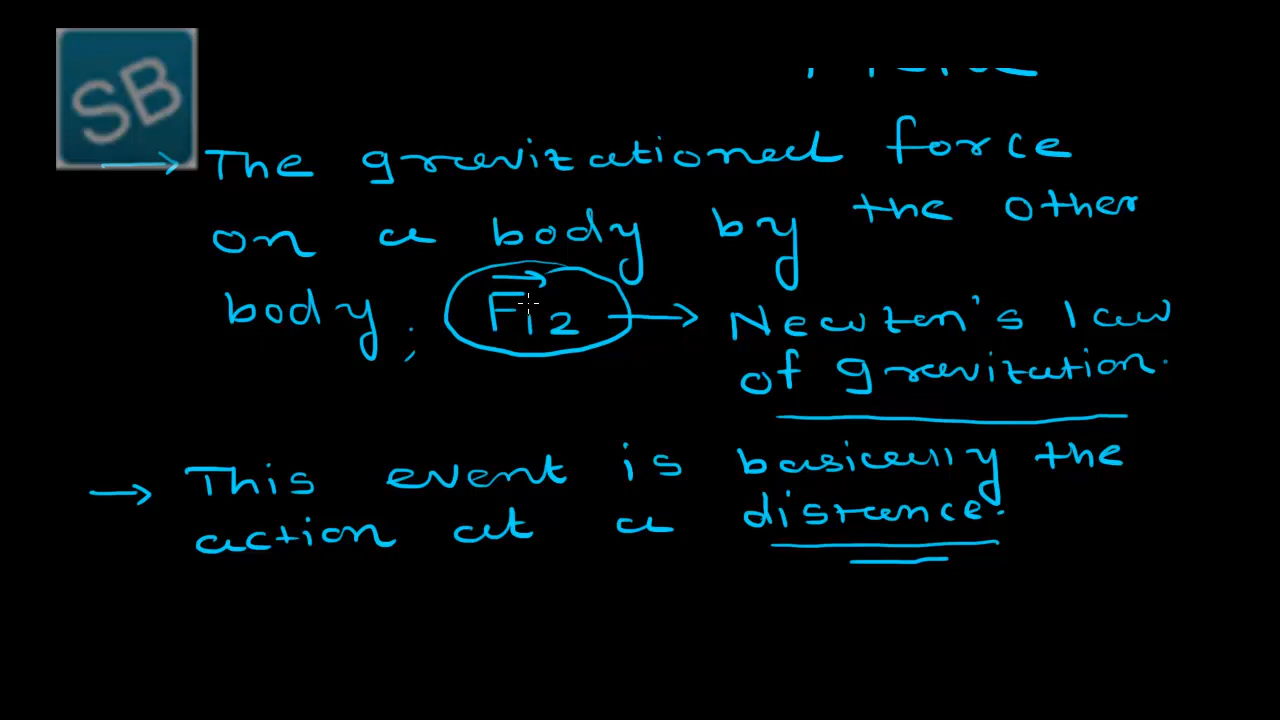 SB
→ The gravitational force
on a body by the other
body, F⃗12 → Newton's law
of gravitation.
→ This event is basically the
action at a distance.